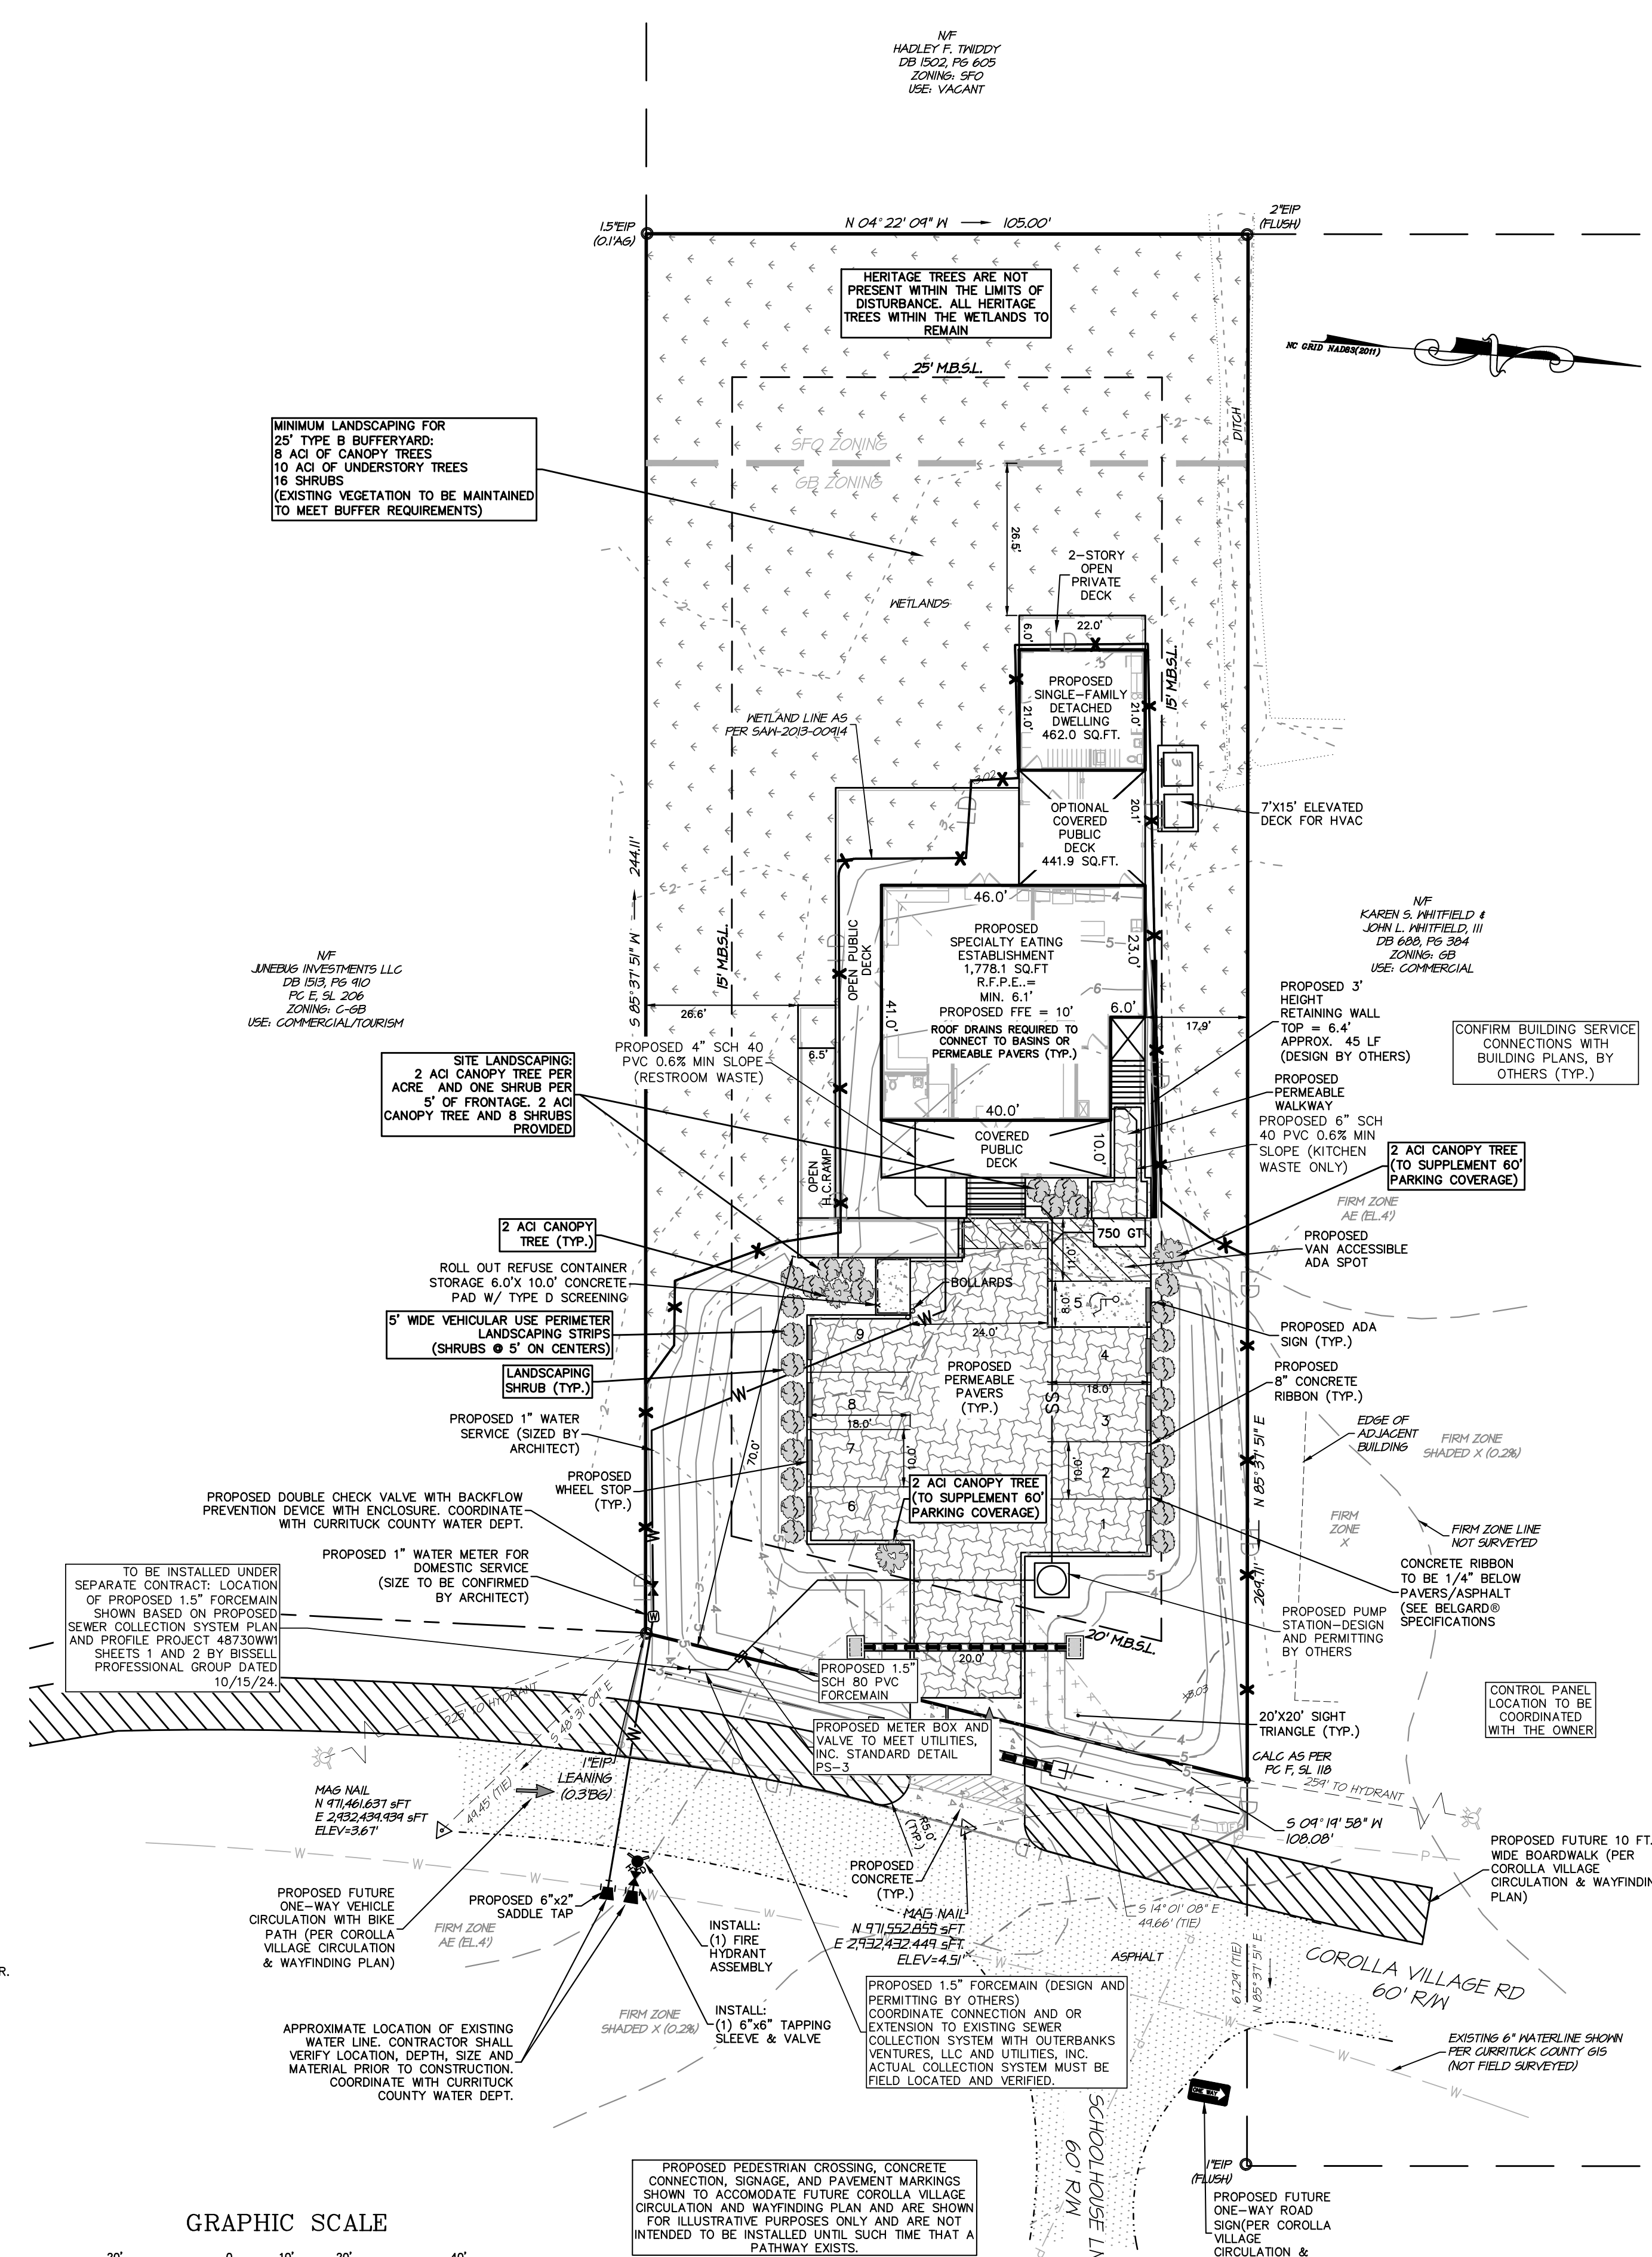 N/F
HADLEY F. TWIDDY
DB 1502, PG 605
ZONING: SFO
USE: VACANT
1.5"EIP
(0.1'AG)
N 04° 22' 09" W
105.00'
2"EIP
(FLUSH)
HERITAGE TREES ARE NOT
PRESENT WITHIN THE LIMITS OF
DISTURBANCE. ALL HERITAGE
TREES WITHIN THE WETLANDS TO
REMAIN
NC GRID NAD83(2011)
25' M.B.S.L.
DITCH
MINIMUM LANDSCAPING FOR
25' TYPE B BUFFERYARD:
8 ACI OF CANOPY TREES
10 ACI OF UNDERSTORY TREES
16 SHRUBS
(EXISTING VEGETATION TO BE MAINTAINED
TO MEET BUFFER REQUIREMENTS)
SFO ZONING
GB ZONING
26.5'
2-STORY
OPEN
PRIVATE
DECK
WETLANDS
6.0'
22.0'
LD
PROPOSED
SINGLE-FAMILY
DETACHED
DWELLING
462.0 SQ.FT.
21.0'
21.0'
15' M.B.S.L.
WETLAND LINE AS
PER SAW-2013-00914
3.02
OPTIONAL
COVERED
PUBLIC
DECK
441.9 SQ.FT.
20.1'
7'X15' ELEVATED
DECK FOR HVAC
S 85° 37' 51" W
244.11'
N/F
JUNEBUG INVESTMENTS LLC
DB 1513, PG 910
PC E, SL 206
ZONING: C-GB
USE: COMMERCIAL/TOURISM
15' M.B.S.L.
OPEN PUBLIC
DECK
46.0'
PROPOSED
SPECIALTY EATING
ESTABLISHMENT
1,778.1 SQ.FT
R.F.P.E..=
MIN. 6.1'
PROPOSED FFE = 10'
ROOF DRAINS REQUIRED TO
CONNECT TO BASINS OR
PERMEABLE PAVERS (TYP.)
23.0'
41.0'
6.0'
40.0'
17.9'
N/F
KAREN S. WHITFIELD &
JOHN L. WHITFIELD, III
DB 688, PG 384
ZONING: GB
USE: COMMERCIAL
PROPOSED 3'
HEIGHT
RETAINING WALL
TOP = 6.4'
APPROX. 45 LF
(DESIGN BY OTHERS)
CONFIRM BUILDING SERVICE
CONNECTIONS WITH
BUILDING PLANS, BY
OTHERS (TYP.)
26.6'
6.5'
PROPOSED 4" SCH 40
PVC 0.6% MIN SLOPE
(RESTROOM WASTE)
SITE LANDSCAPING:
2 ACI CANOPY TREE PER
ACRE AND ONE SHRUB PER
5' OF FRONTAGE. 2 ACI
CANOPY TREE AND 8 SHRUBS
PROVIDED
PROPOSED
PERMEABLE
WALKWAY
PROPOSED 6" SCH
40 PVC 0.6% MIN
SLOPE (KITCHEN
WASTE ONLY)
2 ACI CANOPY TREE
(TO SUPPLEMENT 60'
PARKING COVERAGE)
COVERED
PUBLIC
DECK
10.0'
OPEN
H.C.RAMP
FIRM ZONE
AE (EL.4')
2 ACI CANOPY
TREE (TYP.)
750 GT
PROPOSED
VAN ACCESSIBLE
ADA SPOT
11.0'
ROLL OUT REFUSE CONTAINER
STORAGE 6.0'X 10.0' CONCRETE
PAD W/ TYPE D SCREENING
BOLLARDS
5
8.0'
5' WIDE VEHICULAR USE PERIMETER
LANDSCAPING STRIPS
(SHRUBS @ 5' ON CENTERS)
9
24.0'
PROPOSED ADA
SIGN (TYP.)
LANDSCAPING
SHRUB (TYP.)
PROPOSED
PERMEABLE
PAVERS
(TYP.)
4
18.0'
PROPOSED
8" CONCRETE
RIBBON (TYP.)
8
18.0'
SS
3
PROPOSED 1" WATER
SERVICE (SIZED BY
ARCHITECT)
7
10.0'
EDGE OF
ADJACENT
BUILDING
FIRM ZONE
SHADED X (0.2%)
70.0'
PROPOSED
WHEEL STOP
(TYP.)
2
10.0'
N 85° 37' 51" E
264.11'
2 ACI CANOPY TREE
(TO SUPPLEMENT 60'
PARKING COVERAGE)
6
1
PROPOSED DOUBLE CHECK VALVE WITH BACKFLOW
PREVENTION DEVICE WITH ENCLOSURE. COORDINATE
WITH CURRITUCK COUNTY WATER DEPT.
FIRM
ZONE
X
FIRM ZONE LINE
NOT SURVEYED
PROPOSED 1" WATER METER FOR
DOMESTIC SERVICE
(SIZE TO BE CONFIRMED
BY ARCHITECT)
CONCRETE RIBBON
TO BE 1/4" BELOW
PAVERS/ASPHALT
(SEE BELGARD®
SPECIFICATIONS
TO BE INSTALLED UNDER
SEPARATE CONTRACT: LOCATION
OF PROPOSED 1.5" FORCEMAIN
SHOWN BASED ON PROPOSED
SEWER COLLECTION SYSTEM PLAN
AND PROFILE PROJECT 48730WW1
SHEETS 1 AND 2 BY BISSELL
PROFESSIONAL GROUP DATED
10/15/24.
PROPOSED PUMP
STATION-DESIGN
AND PERMITTING
BY OTHERS
20' M.B.S.L.
20.0'
PROPOSED 1.5"
SCH 80 PVC
FORCEMAIN
3.03
CONTROL PANEL
LOCATION TO BE
COORDINATED
WITH THE OWNER
20'X20' SIGHT
TRIANGLE (TYP.)
225' TO HYDRANT
S 48° 31' 09" E
49.45' (TIE)
PROPOSED METER BOX AND
VALVE TO MEET UTILITIES,
INC. STANDARD DETAIL
PS-3
CALC AS PER
PC F, SL 118
259' TO HYDRANT
1"EIP
LEANING
(0.3'BG)
MAG NAIL
N 971,461.637 sFT
E 2,932,439.939 sFT
ELEV=3.67'
S 09° 19' 58" W
108.08'
R5.0'
(TYP.)
PROPOSED
CONCRETE
(TYP.)
PROPOSED FUTURE 10 FT.
WIDE BOARDWALK (PER
COROLLA VILLAGE
CIRCULATION & WAYFINDING
PLAN)
PROPOSED FUTURE
ONE-WAY VEHICLE
CIRCULATION WITH BIKE
PATH (PER COROLLA
VILLAGE CIRCULATION
& WAYFINDING PLAN)
PROPOSED 6"x2"
SADDLE TAP
FIRM ZONE
AE (EL.4')
INSTALL:
(1) FIRE
HYDRANT
ASSEMBLY
MAG NAIL
N 971,552.855 sFT
E 2,932,432.449 sFT
ELEV=4.51'
S 14° 01' 08" E
49.66' (TIE)
ASPHALT
67.29' (TIE)
N 85° 37' 51" E
COROLLA VILLAGE RD
60' R/W
R.
PROPOSED 1.5" FORCEMAIN (DESIGN AND
PERMITTING BY OTHERS)
COORDINATE CONNECTION AND OR
EXTENSION TO EXISTING SEWER
COLLECTION SYSTEM WITH OUTERBANKS
VENTURES, LLC AND UTILITIES, INC.
ACTUAL COLLECTION SYSTEM MUST BE
FIELD LOCATED AND VERIFIED.
APPROXIMATE LOCATION OF EXISTING
WATER LINE. CONTRACTOR SHALL
VERIFY LOCATION, DEPTH, SIZE AND
MATERIAL PRIOR TO CONSTRUCTION.
COORDINATE WITH CURRITUCK
COUNTY WATER DEPT.
FIRM ZONE
SHADED X (0.2%)
INSTALL:
(1) 6"x6" TAPPING
SLEEVE & VALVE
EXISTING 6" WATERLINE SHOWN
PER CURRITUCK COUNTY GIS
(NOT FIELD SURVEYED)
ONE WAY
SCHOOLHOUSE LN
60' R/W
1"EIP
(FLUSH)
PROPOSED PEDESTRIAN CROSSING, CONCRETE
CONNECTION, SIGNAGE, AND PAVEMENT MARKINGS
SHOWN TO ACCOMODATE FUTURE COROLLA VILLAGE
CIRCULATION AND WAYFINDING PLAN AND ARE SHOWN
FOR ILLUSTRATIVE PURPOSES ONLY AND ARE NOT
INTENDED TO BE INSTALLED UNTIL SUCH TIME THAT A
PATHWAY EXISTS.
PROPOSED FUTURE
ONE-WAY ROAD
SIGN(PER COROLLA
VILLAGE
CIRCULATION &
GRAPHIC SCALE
20' 0 10' 20' 40'